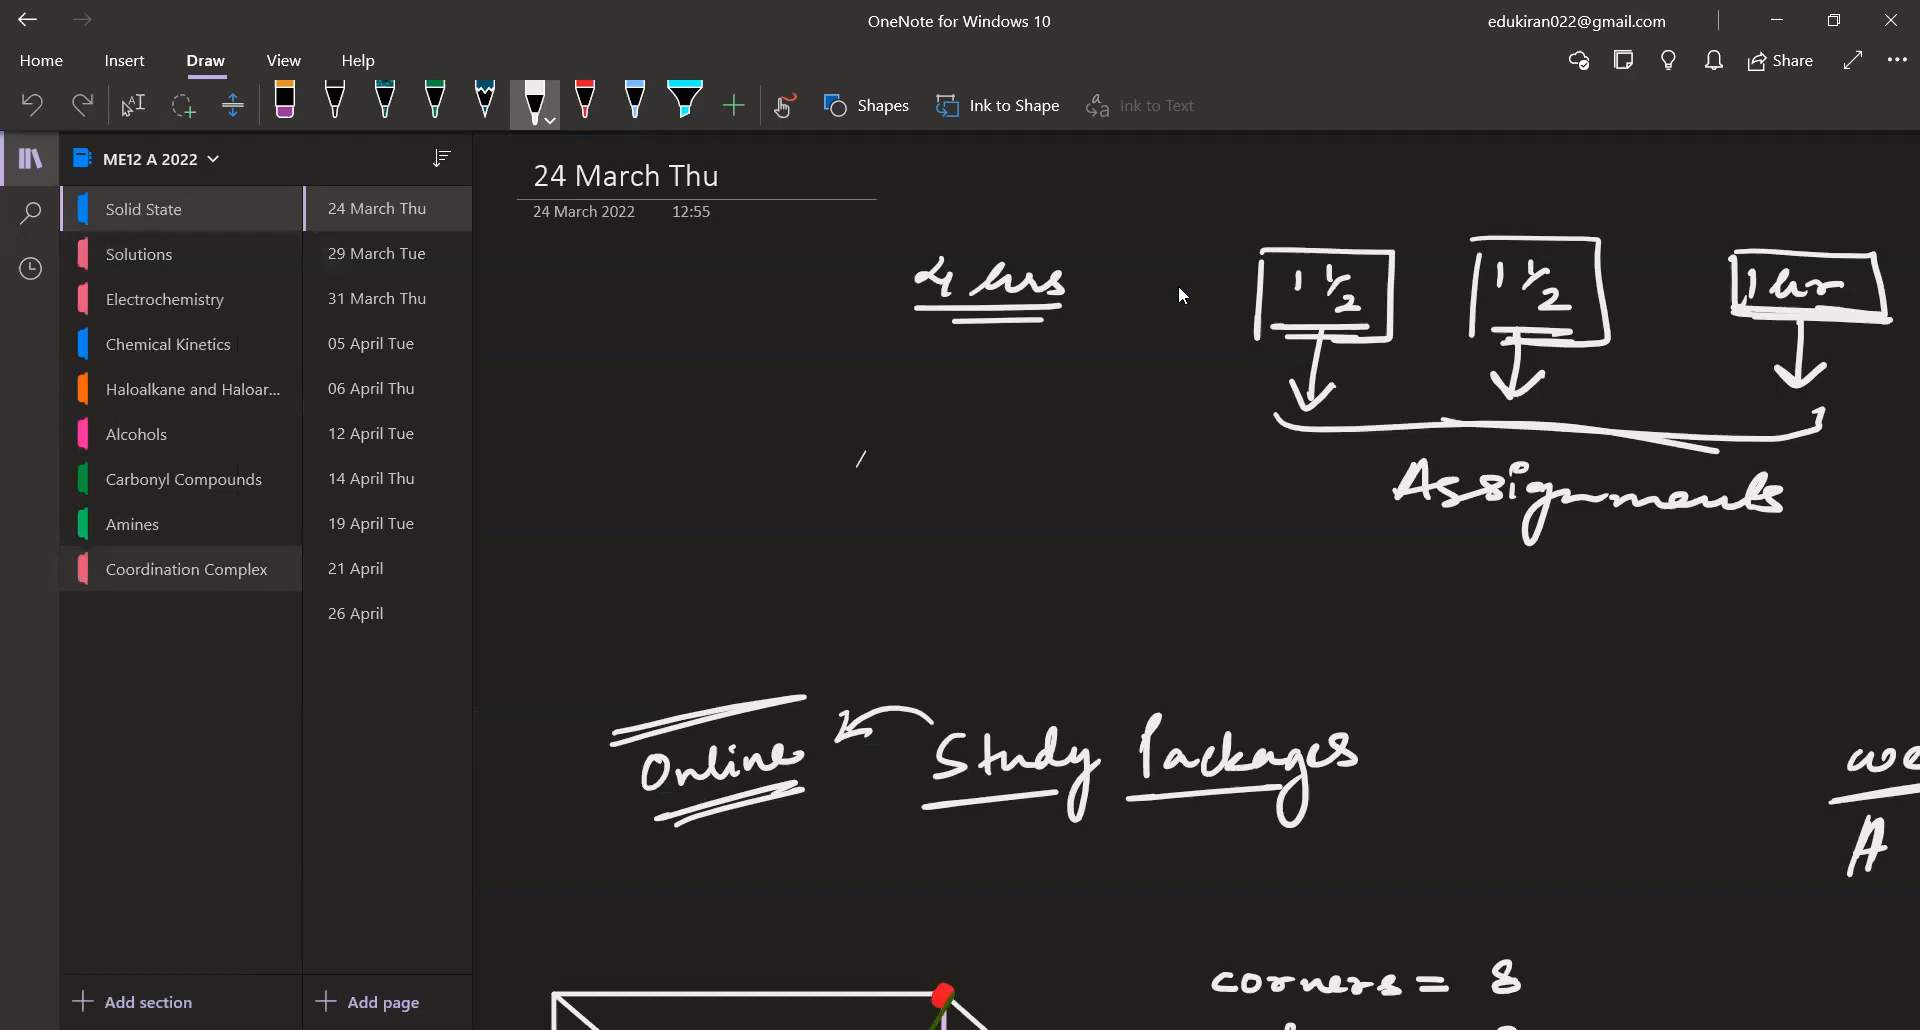 OneNote for Windows 10
edukiran022@gmail.com
Home
Insert
Draw
View
Help
Share
Shapes
Ink to Shape
Ink to Text
ME12 A 2022
Solid State
Solutions
Electrochemistry
Chemical Kinetics
Haloalkane and Haloar...
Alcohols
Carbonyl Compounds
Amines
Coordination Complex
Add section
24 March Thu
29 March Tue
31 March Thu
05 April Tue
06 April Thu
12 April Tue
14 April Thu
19 April Tue
21 April
26 April
Add page
24 March Thu
24 March 2022 12:55
4 hrs
1 1/2
1 1/2
1 hr
Assignments
Online
Study Packages
A
corners = 8